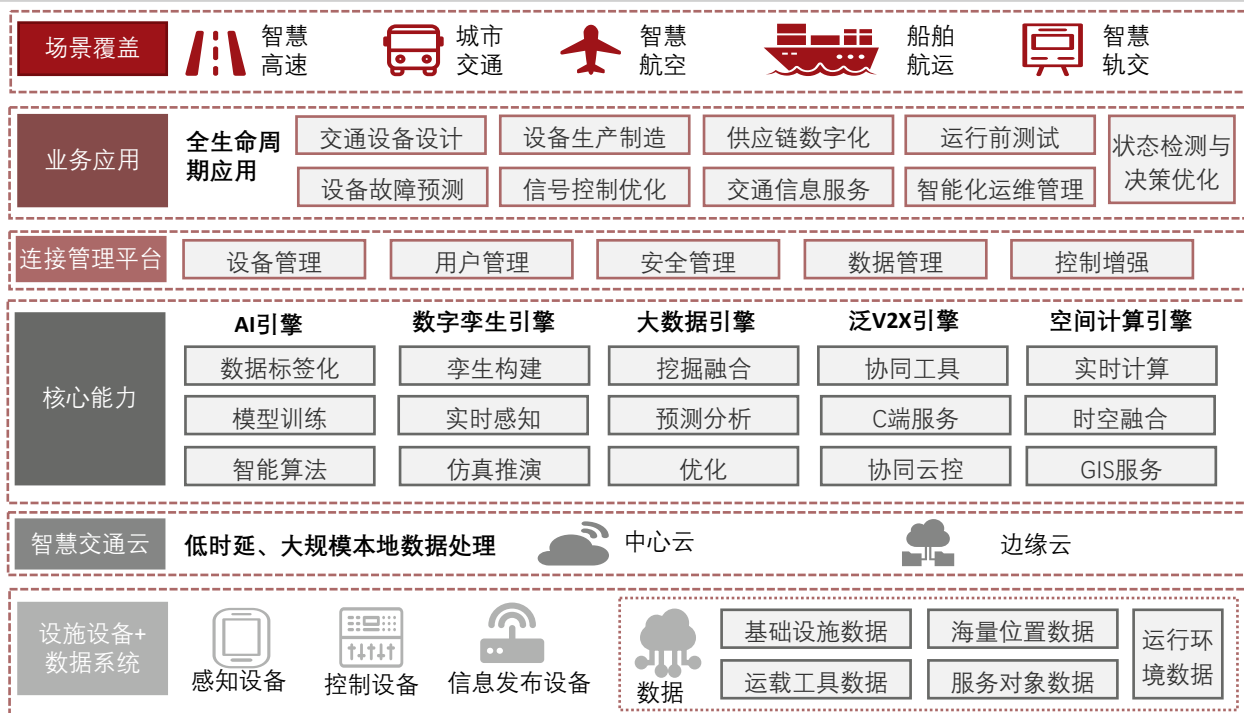 场景覆盖
智慧
高速
城市
交通
智慧
航空
船舶
航运
智慧
轨交
业务应用
全生命周
期应用
交通设备设计
设备生产制造
供应链数字化
运行前测试
设备故障预测
信号控制优化
交通信息服务
智能化运维管理
状态检测与
决策优化
连接管理平台
设备管理
用户管理
安全管理
数据管理
控制增强
核心能力
AI引擎
数字孪生引擎
大数据引擎
泛V2X引擎
空间计算引擎
数据标签化
孪生构建
挖掘融合
协同工具
实时计算
模型训练
实时感知
预测分析
C端服务
时空融合
智能算法
仿真推演
优化
协同云控
GIS服务
智慧交通云
低时延、大规模本地数据处理
中心云
边缘云
设施设备+
数据系统
感知设备
控制设备
信息发布设备
数据
基础设施数据
海量位置数据
运载工具数据
服务对象数据
运行环
境数据